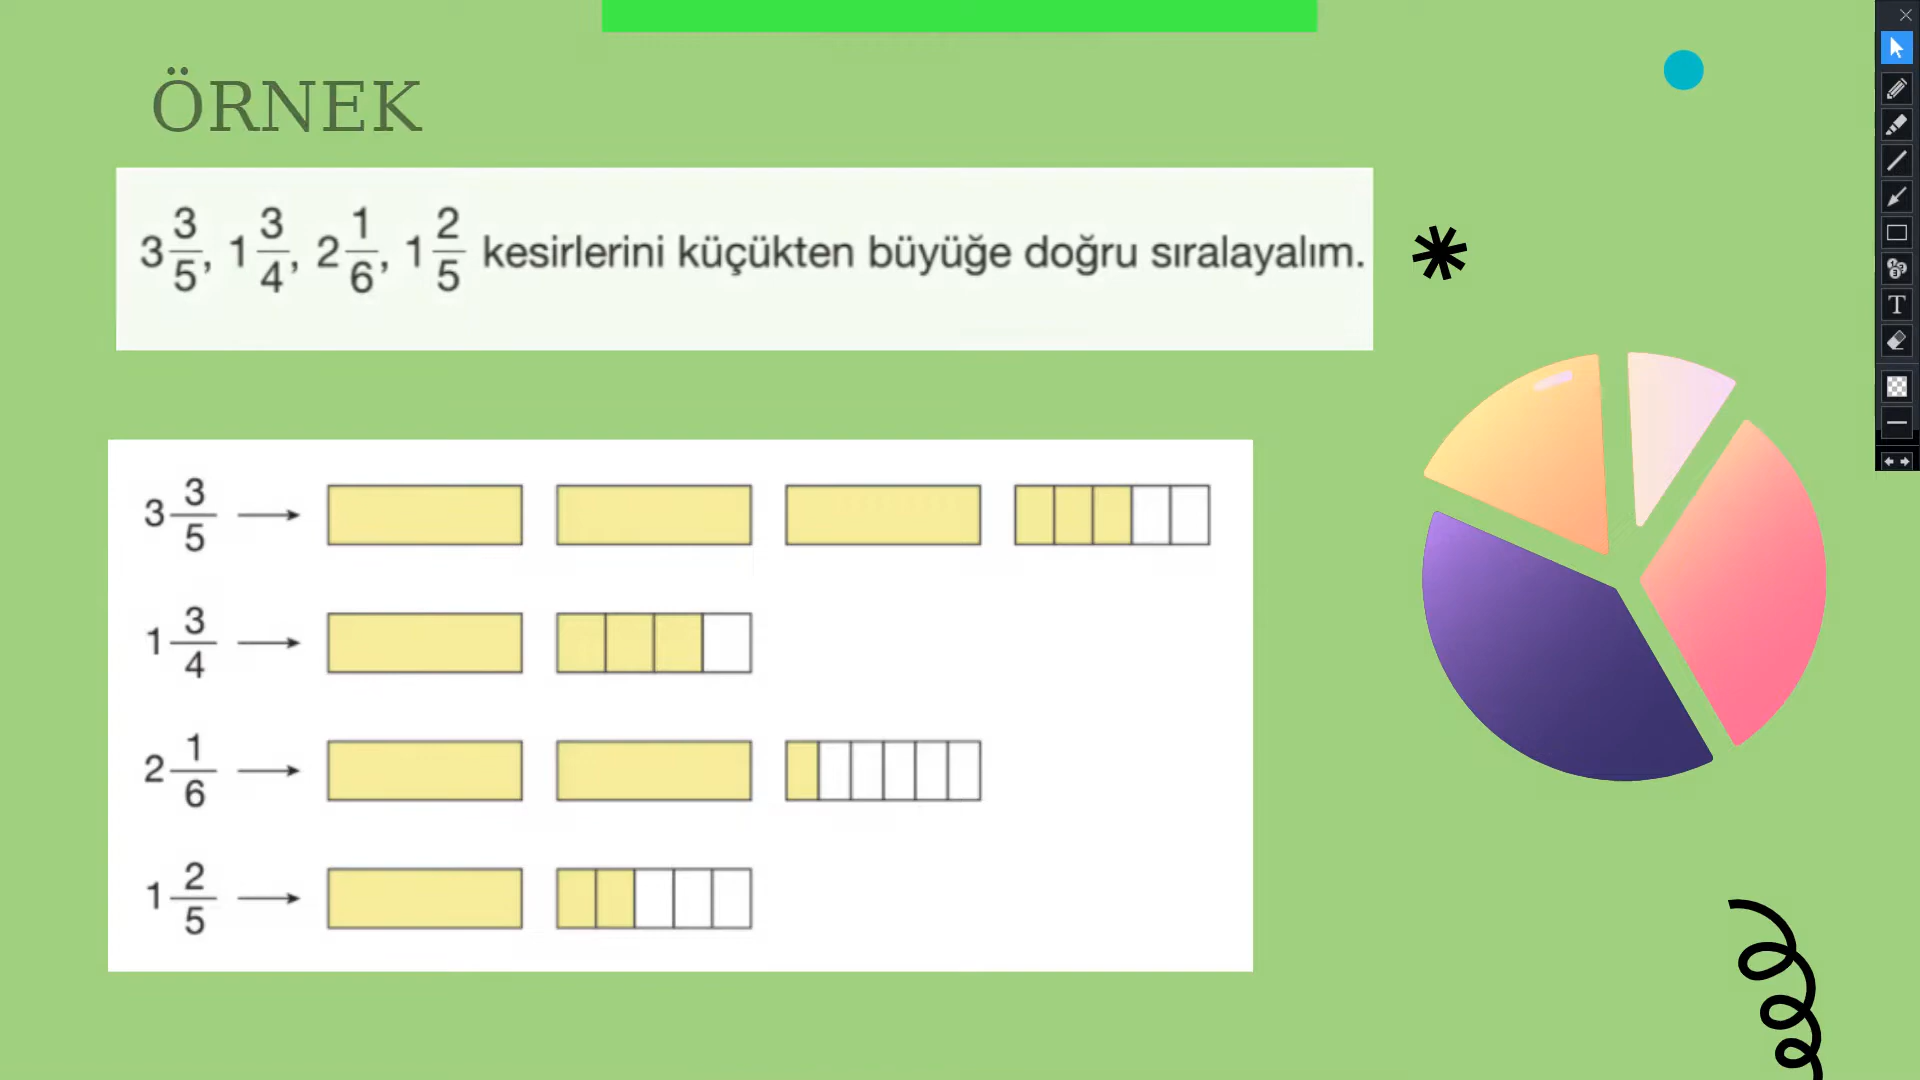 ÖRNEK
3 3/5, 1 3/4, 2 1/6, 1 2/5 kesirlerini küçükten büyüğe doğru sıralayalım.
3 3/5 →
1 3/4 →
2 1/6 →
1 2/5 →
T